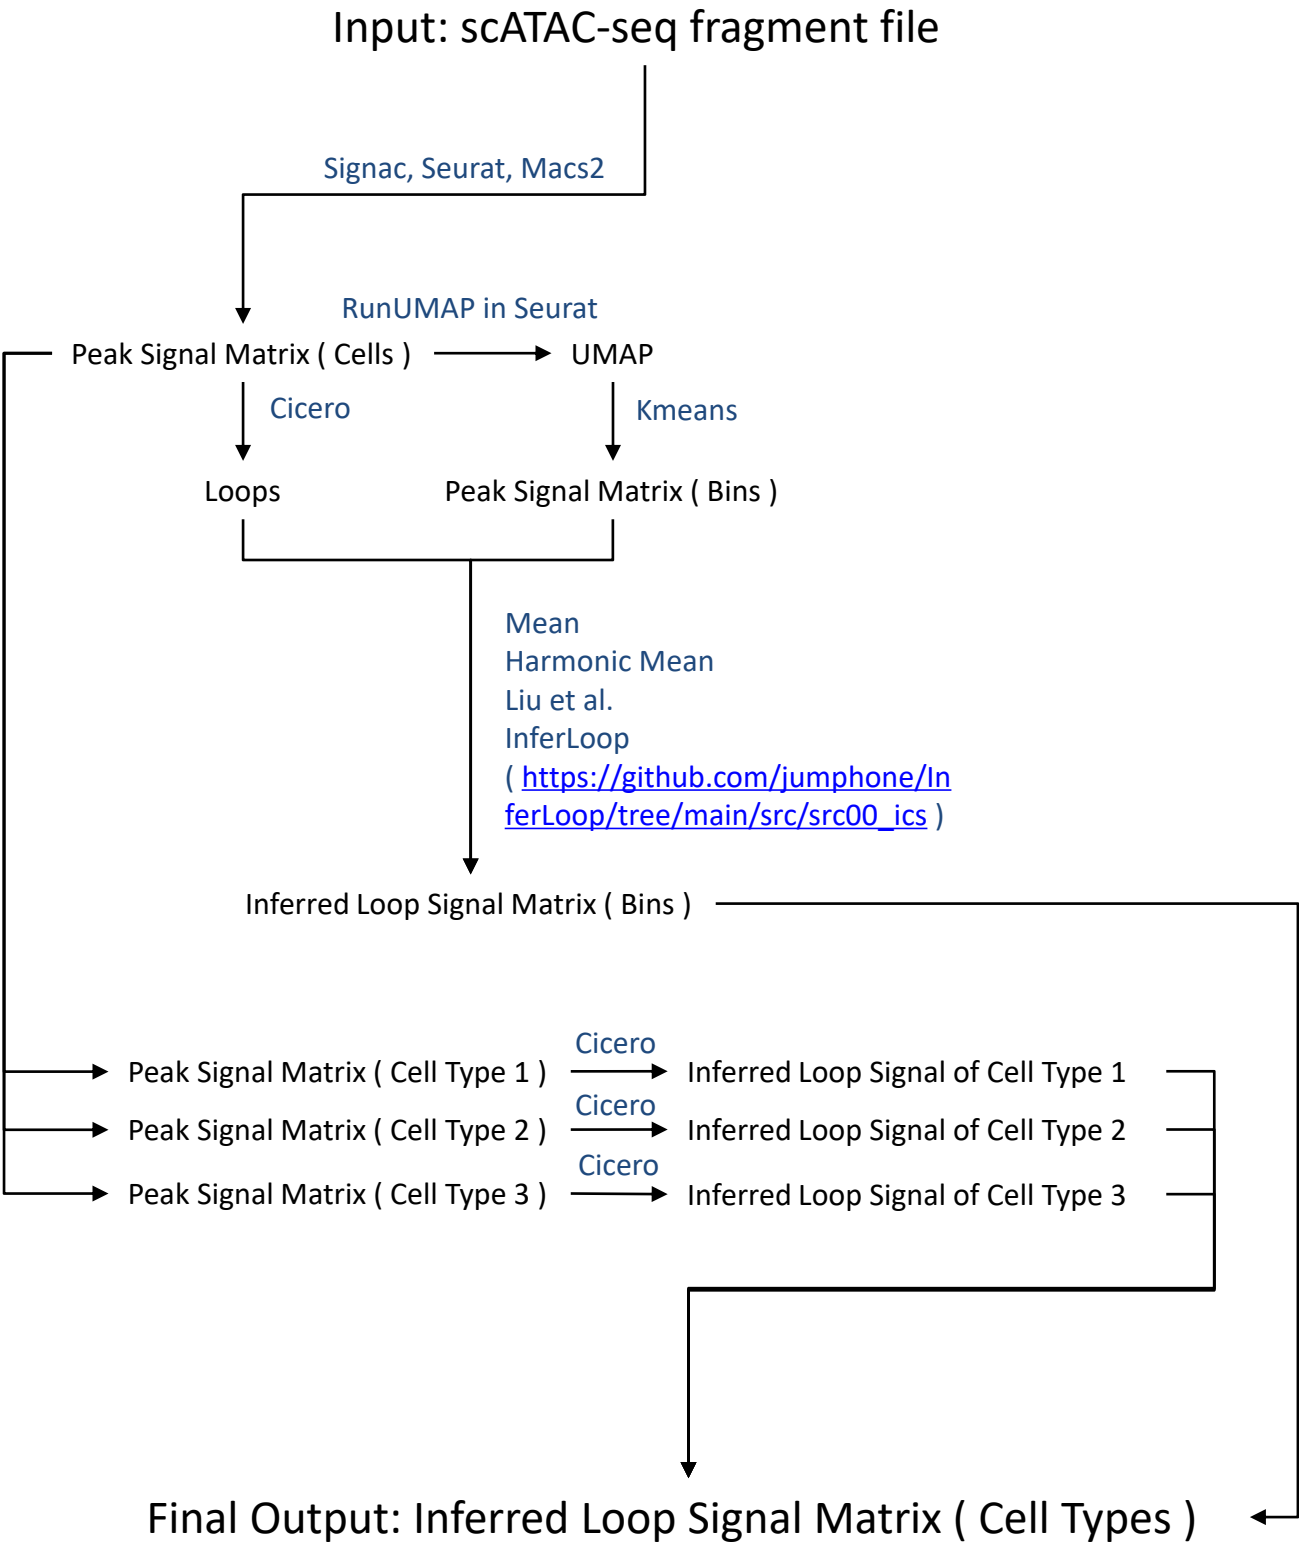 Input: scATAC-seq fragment file
Signac, Seurat, Macs2
RunUMAP in Seurat
Peak Signal Matrix ( Cells )
UMAP
Cicero
Kmeans
Loops
Peak Signal Matrix ( Bins )
Mean
Harmonic Mean
Liu et al.
InferLoop
( https://github.com/jumphone/In
ferLoop/tree/main/src/src00_ics )
Inferred Loop Signal Matrix ( Bins )
Cicero
Peak Signal Matrix ( Cell Type 1 )
Inferred Loop Signal of Cell Type 1
Cicero
Peak Signal Matrix ( Cell Type 2 )
Inferred Loop Signal of Cell Type 2
Cicero
Peak Signal Matrix ( Cell Type 3 )
Inferred Loop Signal of Cell Type 3
Final Output: Inferred Loop Signal Matrix ( Cell Types )